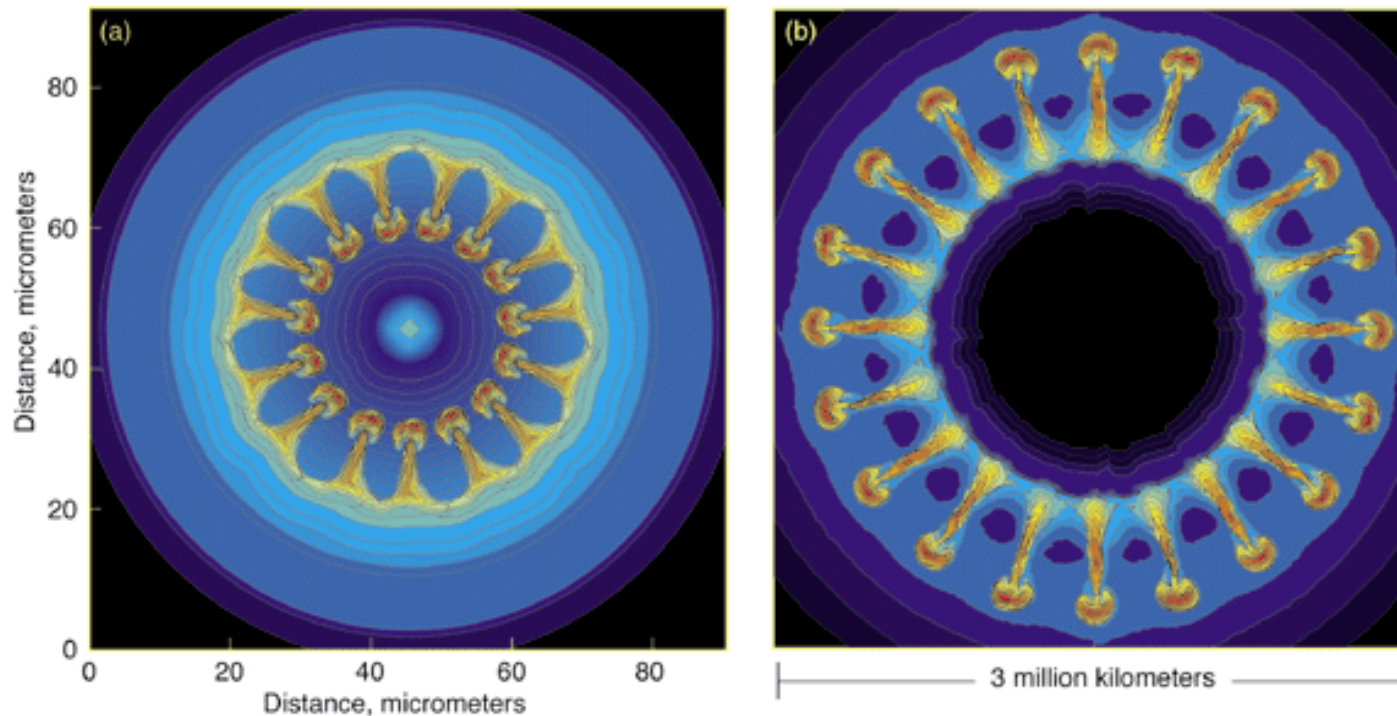 (a)
(b)
80
60
40
20
0
Distance, micrometers
0 20 40 60 80
Distance, micrometers
3 million kilometers